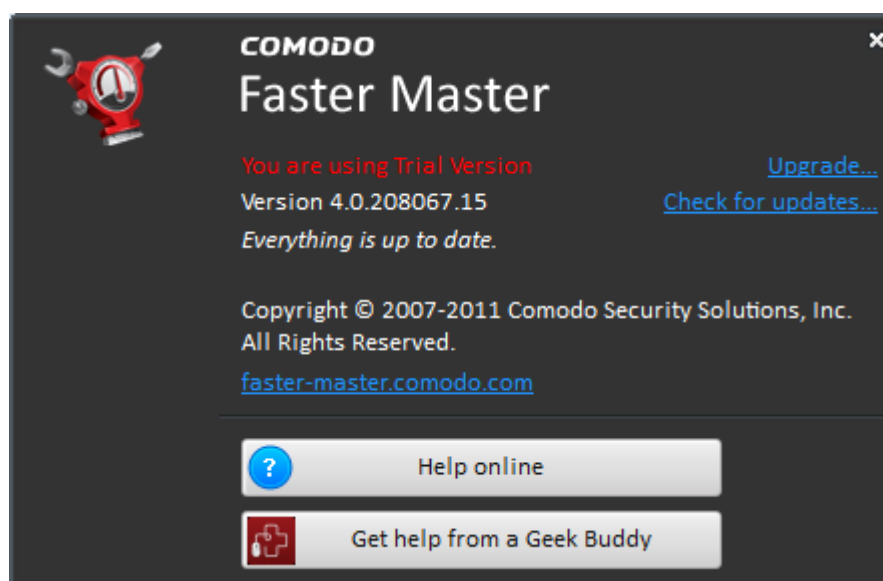 COMODO
Faster Master
You are using Trial Version
Upgrade...
Version 4.0.208067.15
Check for updates...
Everything is up to date.
Copyright © 2007-2011 Comodo Security Solutions, Inc.
All Rights Reserved.
faster-master.comodo.com
Help online
Get help from a Geek Buddy